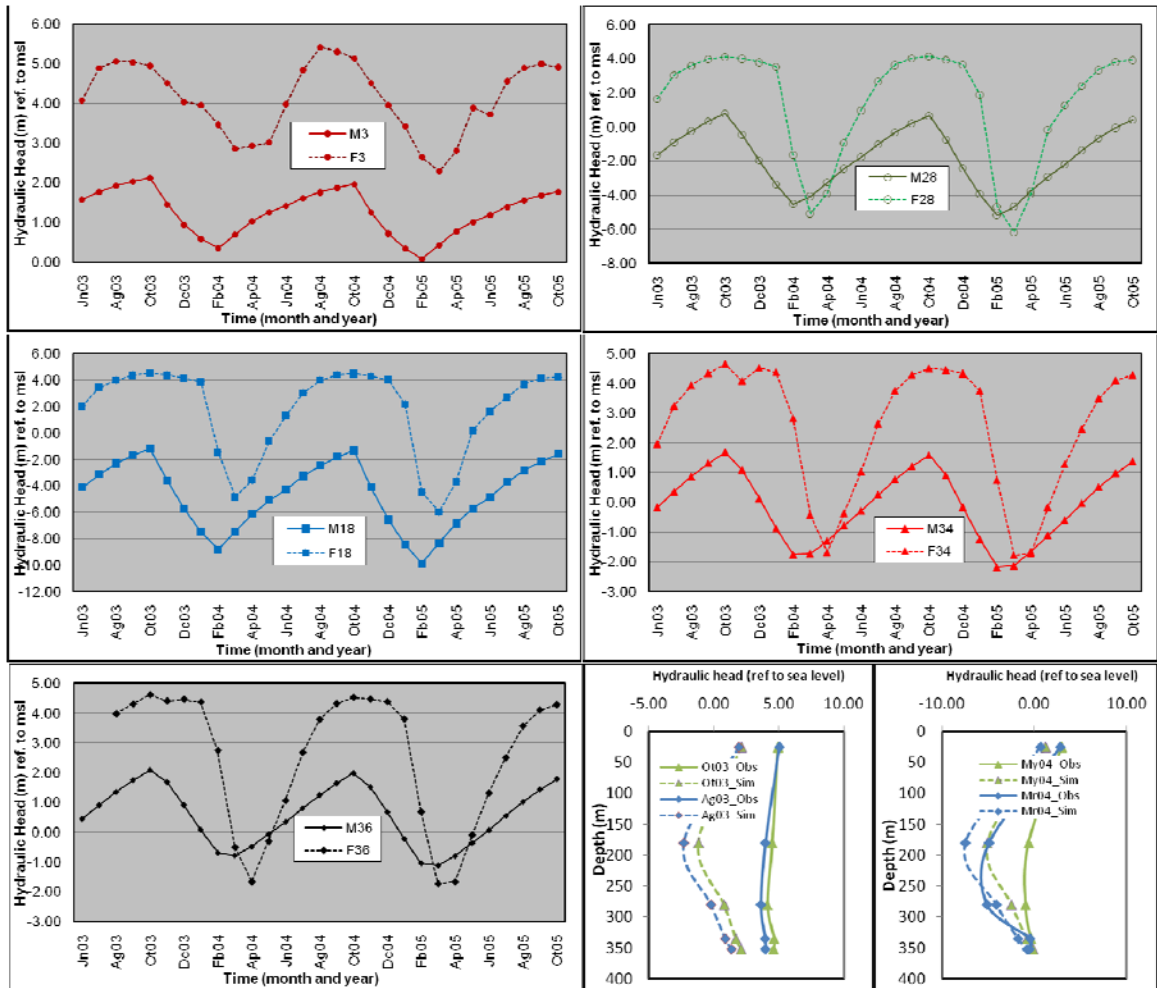 Hydraulic Head (m) ref. to msl
6.00
5.00
4.00
3.00
2.00
1.00
0.00
M3
F3
Jn03
Ag03
Ot03
Dc03
Fb04
Ap04
Jn04
Ag04
Ot04
Dc04
Fb05
Ap05
Jn05
Ag05
Ot05
Time (month and year)
Hydraulic Head (m) ref. to msl
6.00
4.00
2.00
0.00
-2.00
-4.00
-6.00
-8.00
M28
F28
Jn03
Ag03
Ot03
Dc03
Fb04
Ap04
Jn04
Ag04
Ot04
Dc04
Fb05
Ap05
Jn05
Ag05
Ot05
Time (month and year)
Hydraulic Head (m) ref. to msl
6.00
4.00
2.00
0.00
-2.00
-4.00
-6.00
-8.00
-10.00
-12.00
M18
F18
Jn03
Ag03
Ot03
Dc03
Fb04
Ap04
Jn04
Ag04
Ot04
Dc04
Fb05
Ap05
Jn05
Ag05
Ot05
Time (month and year)
Hydraulic Head (m) ref. to msl
5.00
4.00
3.00
2.00
1.00
0.00
-1.00
-2.00
-3.00
M34
F34
Jn03
Ag03
Ot03
Dc03
Fb04
Ap04
Jn04
Ag04
Ot04
Dc04
Fb05
Ap05
Jn05
Ag05
Ot05
Time (month and year)
Hydraulic Head (m) ref. to msl
5.00
4.00
3.00
2.00
1.00
0.00
-1.00
-2.00
-3.00
M36
F36
Jn03
Ag03
Ot03
Dc03
Fb04
Ap04
Jn04
Ag04
Ot04
Dc04
Fb05
Ap05
Jn05
Ag05
Ot05
Time (month and year)
Hydraulic head (ref to sea level)
-5.00 0.00 5.00 10.00
Depth (m)
0
50
100
150
200
250
300
350
400
Ot03_Obs
Ot03_Sim
Ag03_Obs
Ag03_Sim
Hydraulic head (ref to sea level)
-10.00 0.00 10.00
Depth (m)
0
50
100
150
200
250
300
350
400
My04_Obs
My04_Sim
Mr04_Obs
Mr04_Sim